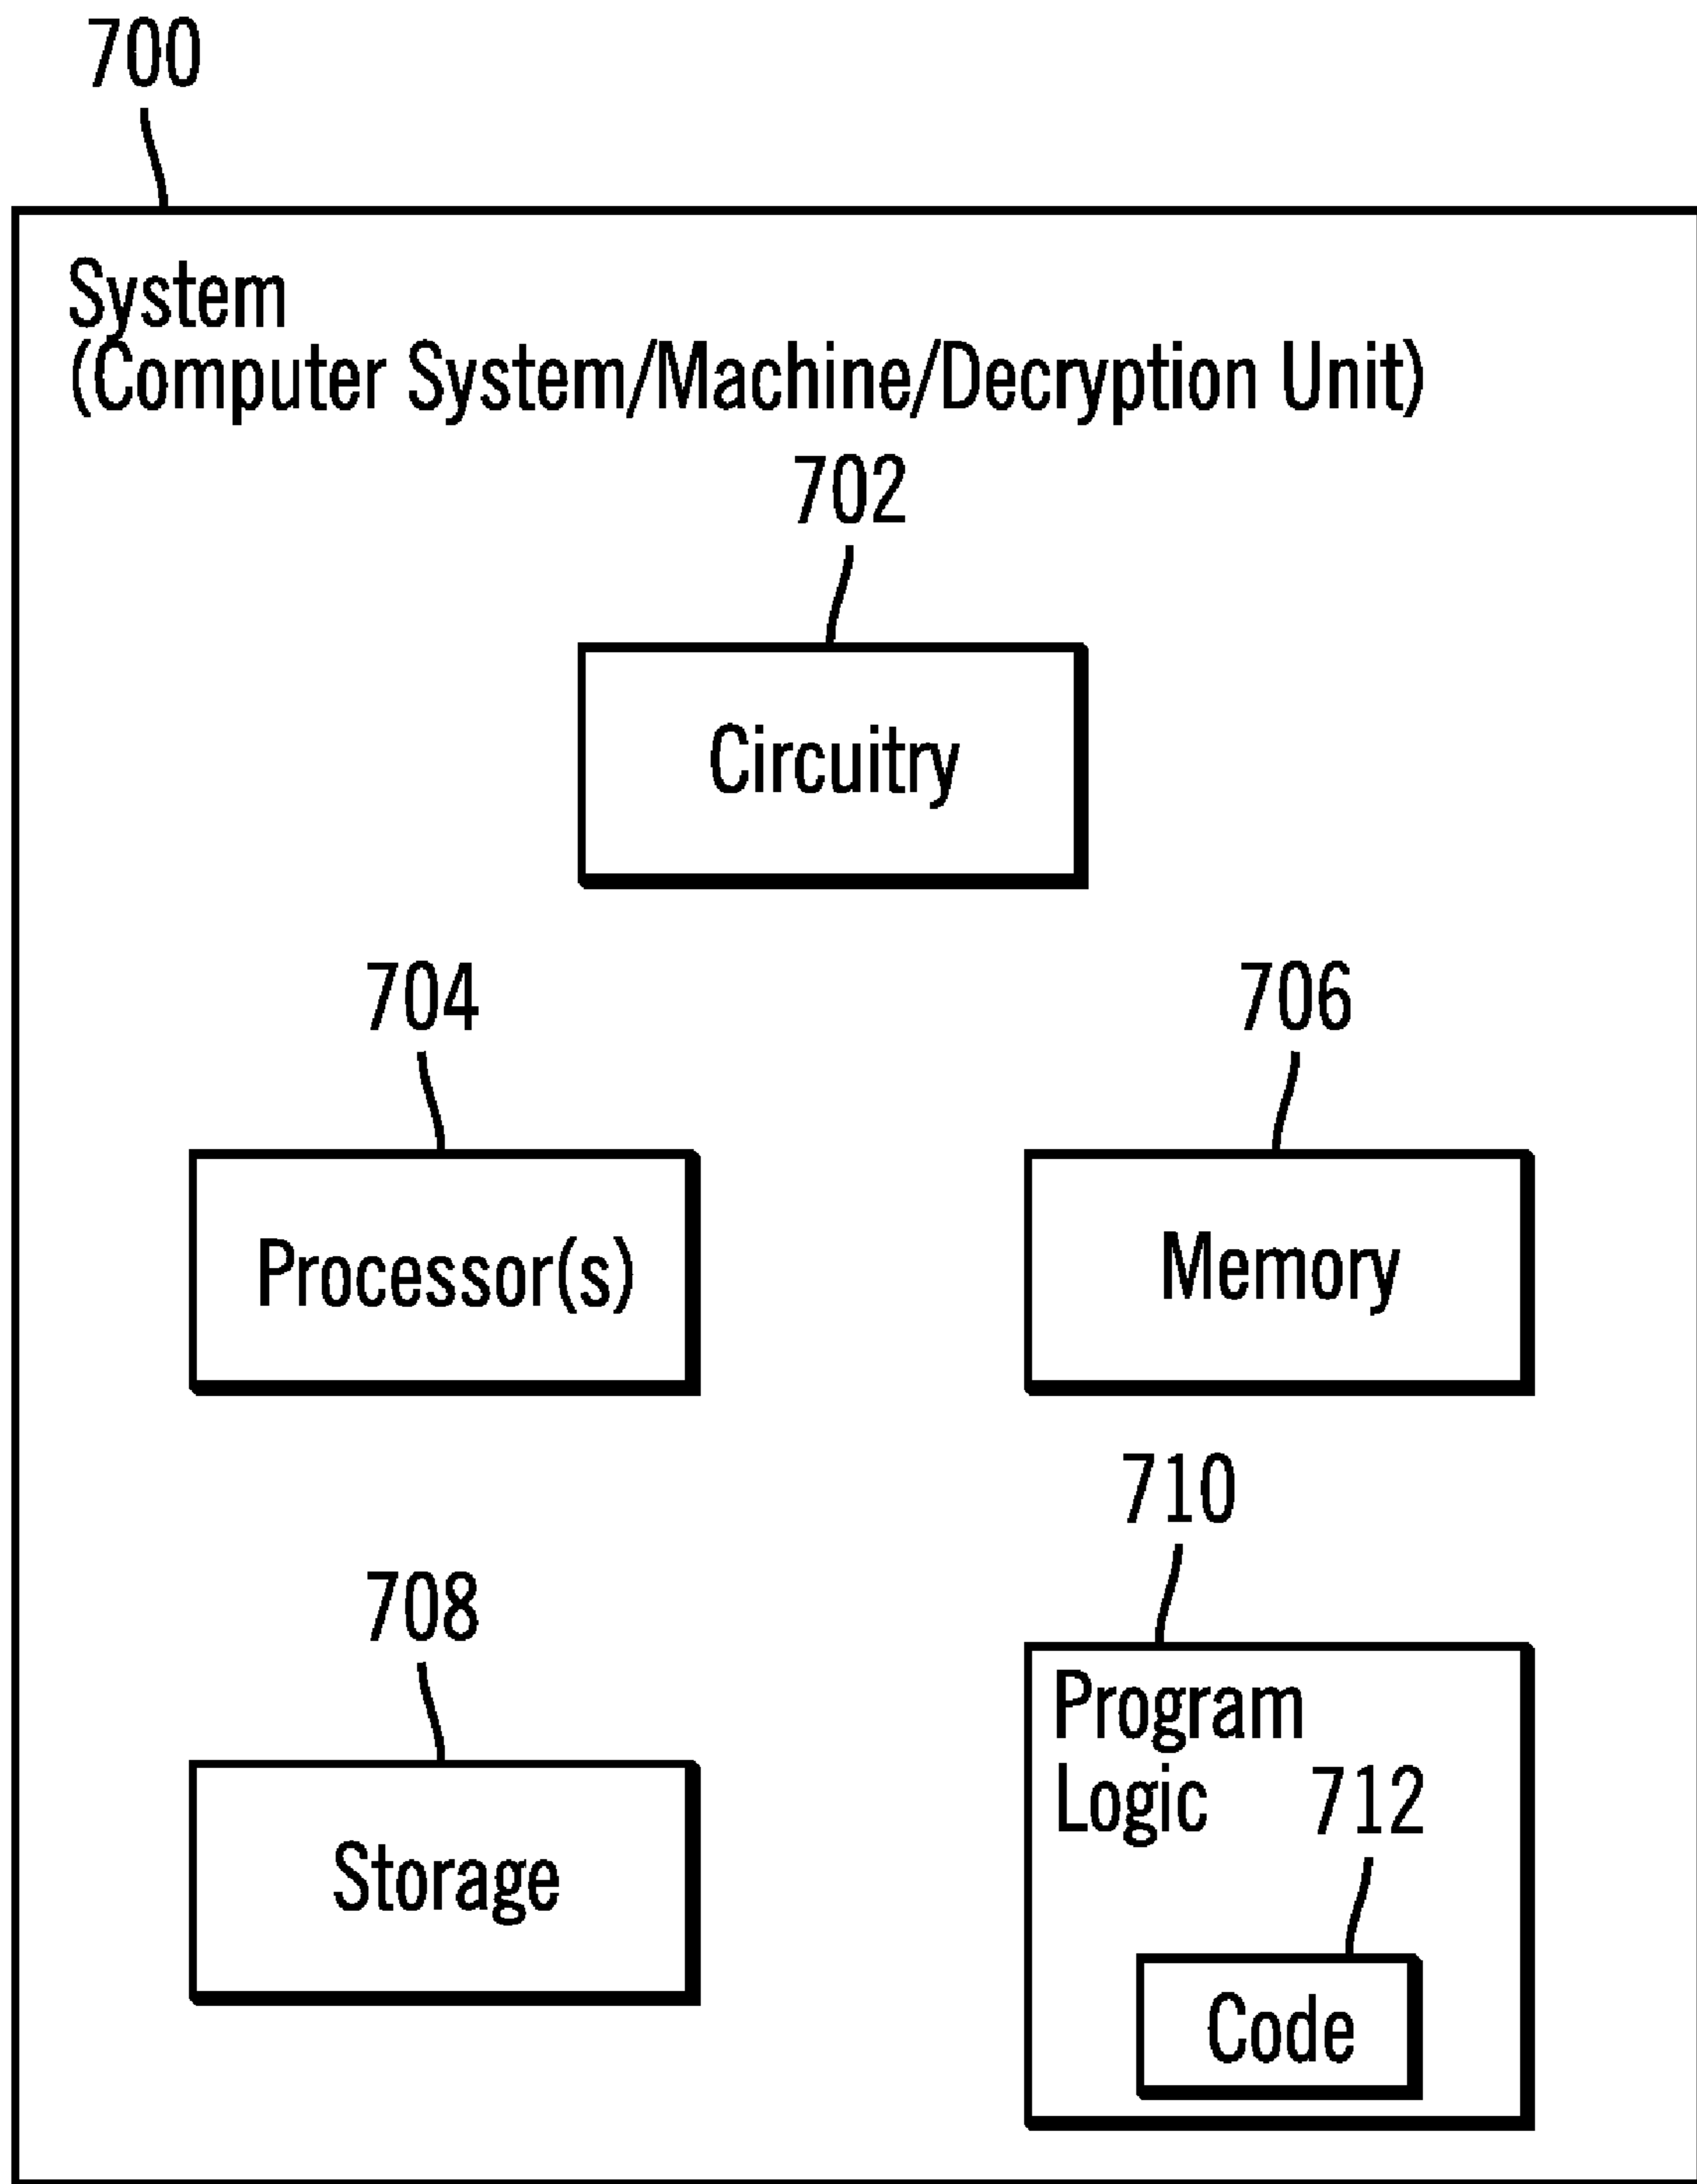 700
System
(Computer System/Machine/Decryption Unit)
702
Circuitry
704
706
Processor(s)
Memory
710
708
Program
Logic
712
Storage
Code